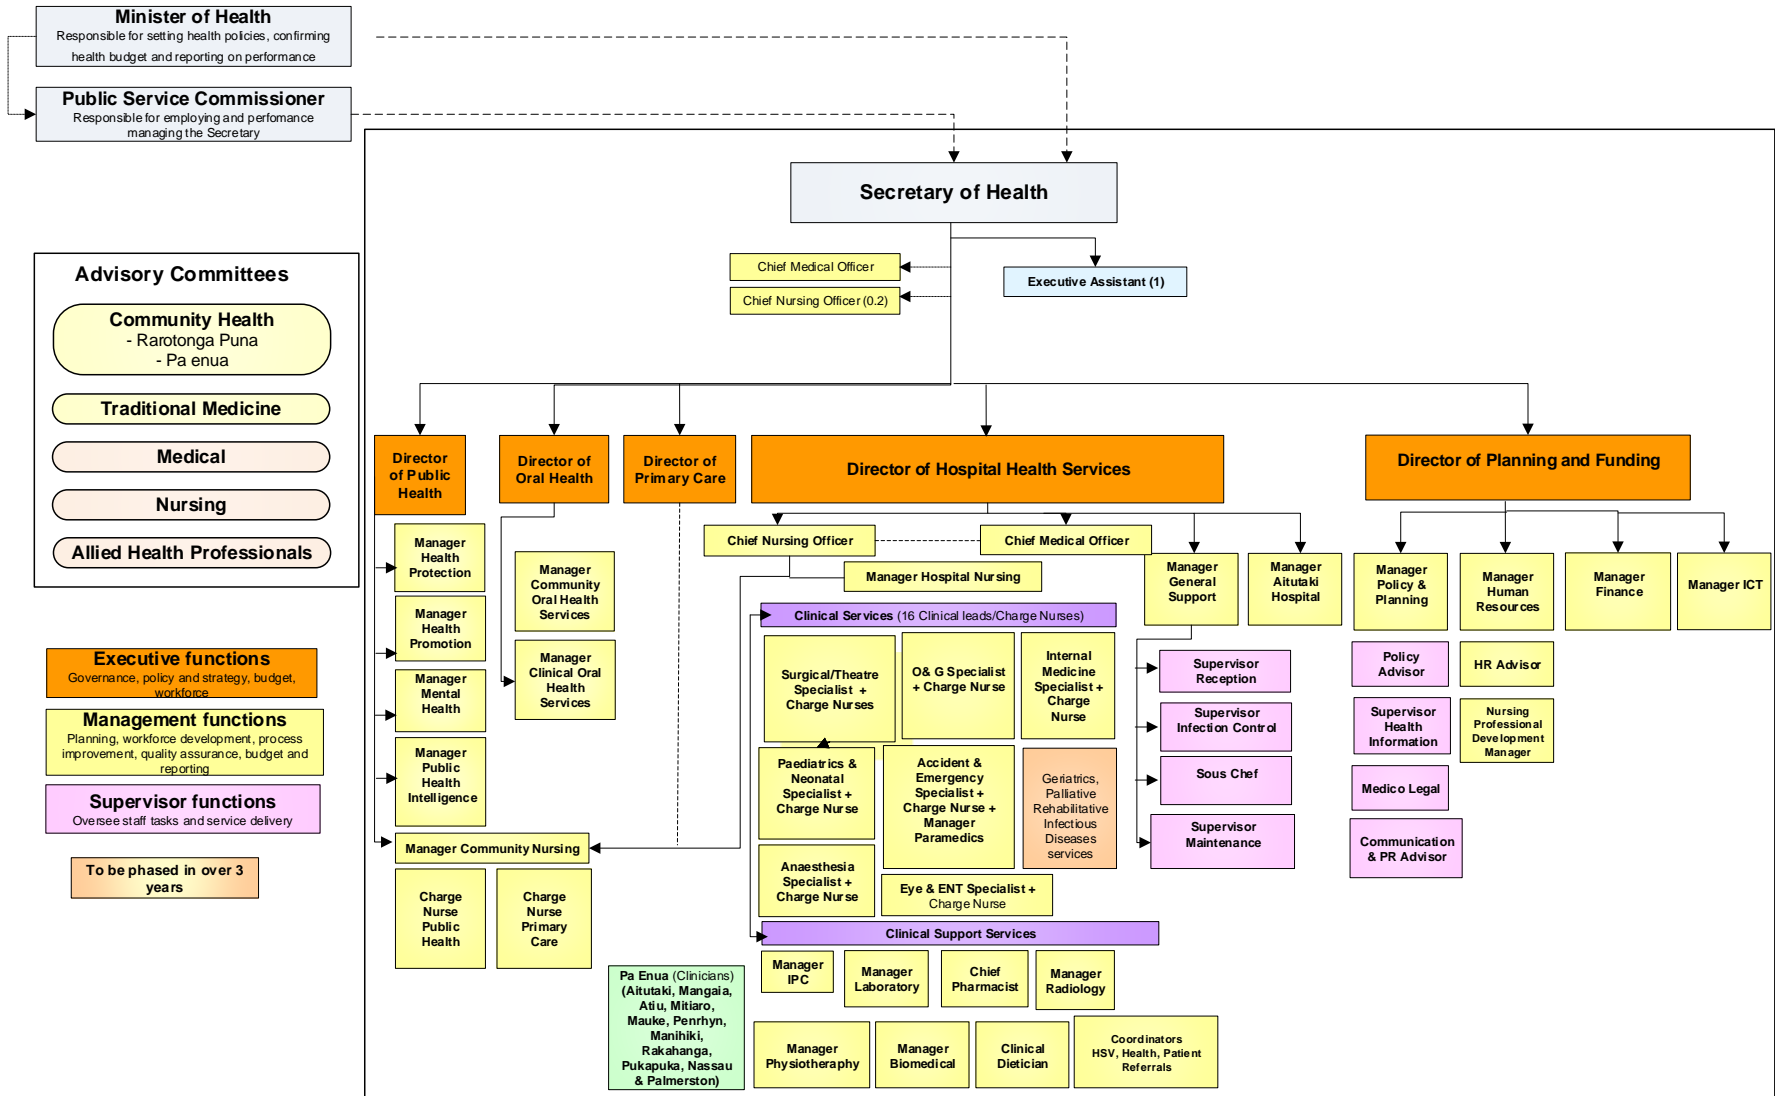 Minister of Health
Responsible for setting health policies, confirming
health budget and reporting on performance
Public Service Commissioner
Responsible for employing and perfomance
managing the Secretary
Secretary of Health
Chief Medical Officer
Chief Nursing Officer (0.2)
Executive Assistant (1)
Advisory Committees
Community Health
- Rarotonga Puna
- Pa enua
Traditional Medicine
Medical
Nursing
Allied Health Professionals
Executive functions
Governance, policy and strategy, budget,
workforce
Management functions
Planning, workforce development, process
improvement, quality assurance, budget and
reporting
Supervisor functions
Oversee staff tasks and service delivery
To be phased in over 3
years
Director
of Public
Health
Director of
Oral Health
Director of
Primary Care
Director of Hospital Health Services
Director of Planning and Funding
Manager
Health
Protection
Manager
Health
Promotion
Manager
Mental
Health
Manager
Public
Health
Intelligence
Manager
Community
Oral Health
Services
Manager
Clinical Oral
Health
Services
Manager Community Nursing
Charge
Nurse
Public
Health
Charge
Nurse
Primary
Care
Chief Nursing Officer
Chief Medical Officer
Manager Hospital Nursing
Manager
General
Support
Manager
Aitutaki
Hospital
Clinical Services (16 Clinical leads/Charge Nurses)
Surgical/Theatre
Specialist +
Charge Nurses
O& G Specialist
+ Charge Nurse
Internal
Medicine
Specialist +
Charge
Nurse
Paediatrics &
Neonatal
Specialist +
Charge Nurse
Accident &
Emergency
Specialist +
Charge Nurse +
Manager
Paramedics
Geriatrics,
Palliative
Rehabilitative
Infectious
Diseases
services
Anaesthesia
Specialist +
Charge Nurse
Eye & ENT Specialist +
Charge Nurse
Clinical Support Services
Manager
IPC
Manager
Laboratory
Chief
Pharmacist
Manager
Radiology
Manager
Physiotheraphy
Manager
Biomedical
Clinical
Dietician
Coordinators
HSV, Health, Patient
Referrals
Pa Enua (Clinicians)
(Aitutaki, Mangaia,
Atiu, Mitiaro,
Mauke, Penrhyn,
Manihiki,
Rakahanga,
Pukapuka, Nassau
& Palmerston)
Supervisor
Reception
Supervisor
Infection Control
Sous Chef
Supervisor
Maintenance
Manager
Policy &
Planning
Manager
Human
Resources
Manager
Finance
Manager ICT
Policy
Advisor
HR Advisor
Supervisor
Health
Information
Nursing
Professional
Development
Manager
Medico Legal
Communication
& PR Advisor